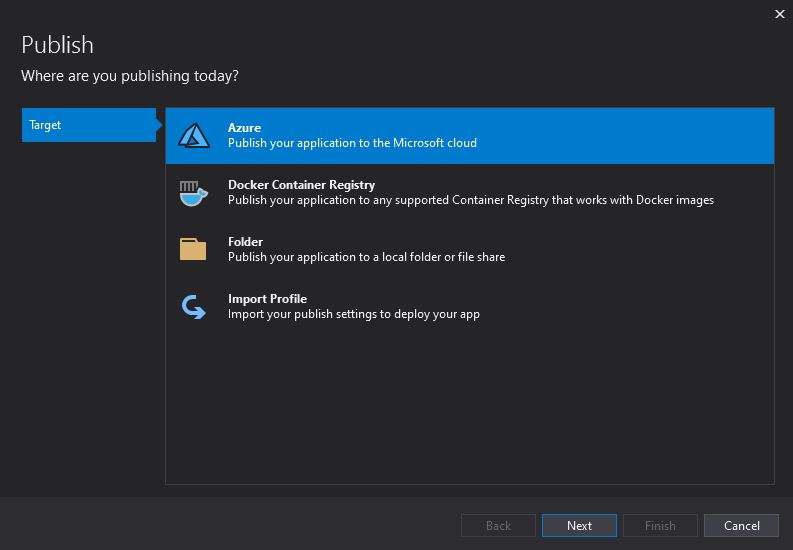 Publish
Where are you publishing today?
Target
Azure
Publish your application to the Microsoft cloud
Docker Container Registry
Publish your application to any supported Container Registry that works with Docker images
Folder
Publish your application to a local folder or file share
Import Profile
Import your publish settings to deploy your app
Back
Next
Finish
Cancel